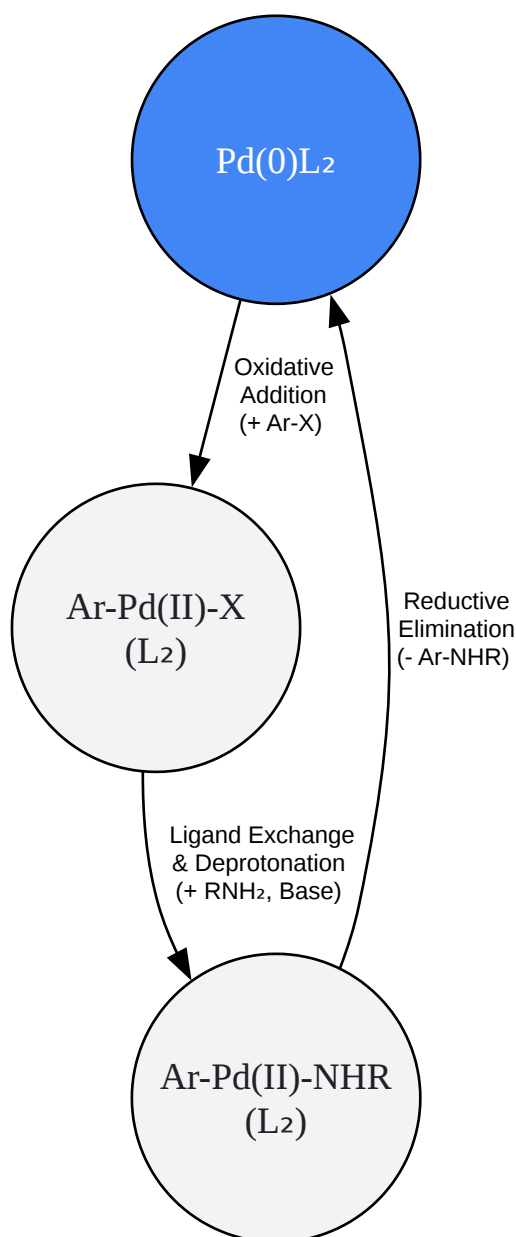 Pd(0)L₂
Oxidative
Addition
(+ Ar-X)
Ar-Pd(II)-X
(L₂)
Reductive
Elimination
(- Ar-NHR)
Ligand Exchange
& Deprotonation
(+ RNH₂, Base)
Ar-Pd(II)-NHR
(L₂)